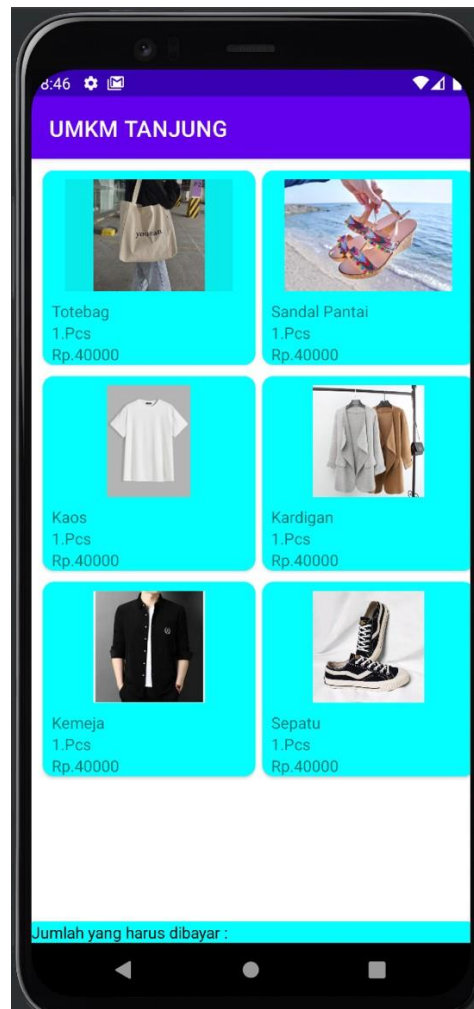 8:46
UMKM TANJUNG
Totebag
1.Pcs
Rp.40000
Sandal Pantai
1.Pcs
Rp.40000
Kaos
1.Pcs
Rp.40000
Kardigan
1.Pcs
Rp.40000
Kemeja
1.Pcs
Rp.40000
Sepatu
1.Pcs
Rp.40000
Jumlah yang harus dibayar :